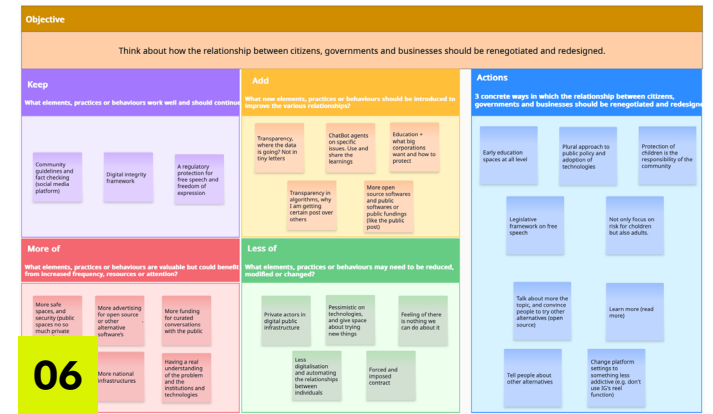 Objective
Think about how the relationship between citizens, governments and businesses should be renegotiated and redesigned.
Keep
What elements, practices or behaviours work well and should continue
Community
guidelines and
fact checking
(social media
platform)
Digital integrity
framework
A regulatory
protection for
free speech and
freedom of
expression
Add
What new elements, practices or behaviours should be introduced to
improve the various relationships?
Transparency,
where the data
is going? Not in
tiny letters
ChatBot agents
on specific
issues. Use and
share the
learnings
Education +
what big
corporations
want and how to
protect
Transparency in
algorithms, why
I am getting
certain post over
others
More open
source softwares
and public
softwares or
public fundings
(like the public
post)
Actions
3 concrete ways in which the relationship between citizens,
governments and businesses should be renegotiated and redesigne
Early education
spaces at all level
Plural approach to
public policy and
adoption of
technologies
Protection of
children is the
responsibility of the
community
Legislative
framework on free
speech
Not only focus on
risk for children
but also adults.
Talk about more the
topic, and convince
people to try other
alternatives (open
source)
Learn more (read
more)
Tell people about
other alternatives
Change platform
settings to
something less
addictive (e.g. don't
use IG's reel
function)
More of
What elements, practices or behaviours are valuable but could benefit
from increased frequency, resources or attention?
More safe
spaces, and
security (public
spaces no so
much private
More advertising
for open source
or other
alternative
software's
More funding
for curated
conversations
with the public
More national
infrastructures
Having a real
understanding
of the problem
and the
institutions and
technologies
Less of
What elements, practices or behaviours may need to be reduced,
modified or changed?
Private actors in
digital public
infrastructure
Pessimistic on
technologies,
and give space
about trying
new things
Feeling of there
is nothing we
can do about it
Less
digitalisation and
automating the
relationships
between
individuals
Forced and
imposed
contract
06